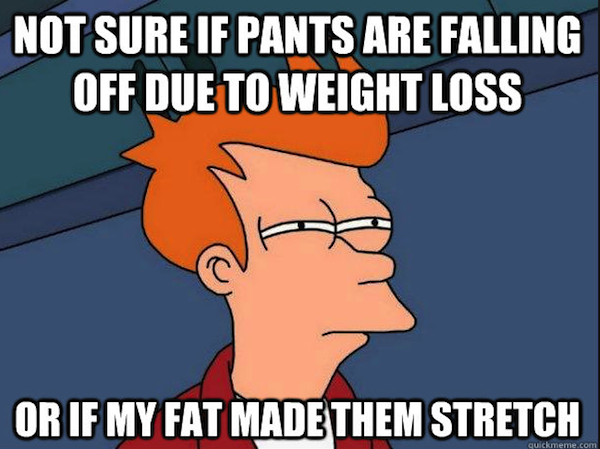 NOT SURE IF PANTS ARE FALLING
OFF DUE TO WEIGHT LOSS
OR IF MY FAT MADE THEM STRETCH
quickmeme.com